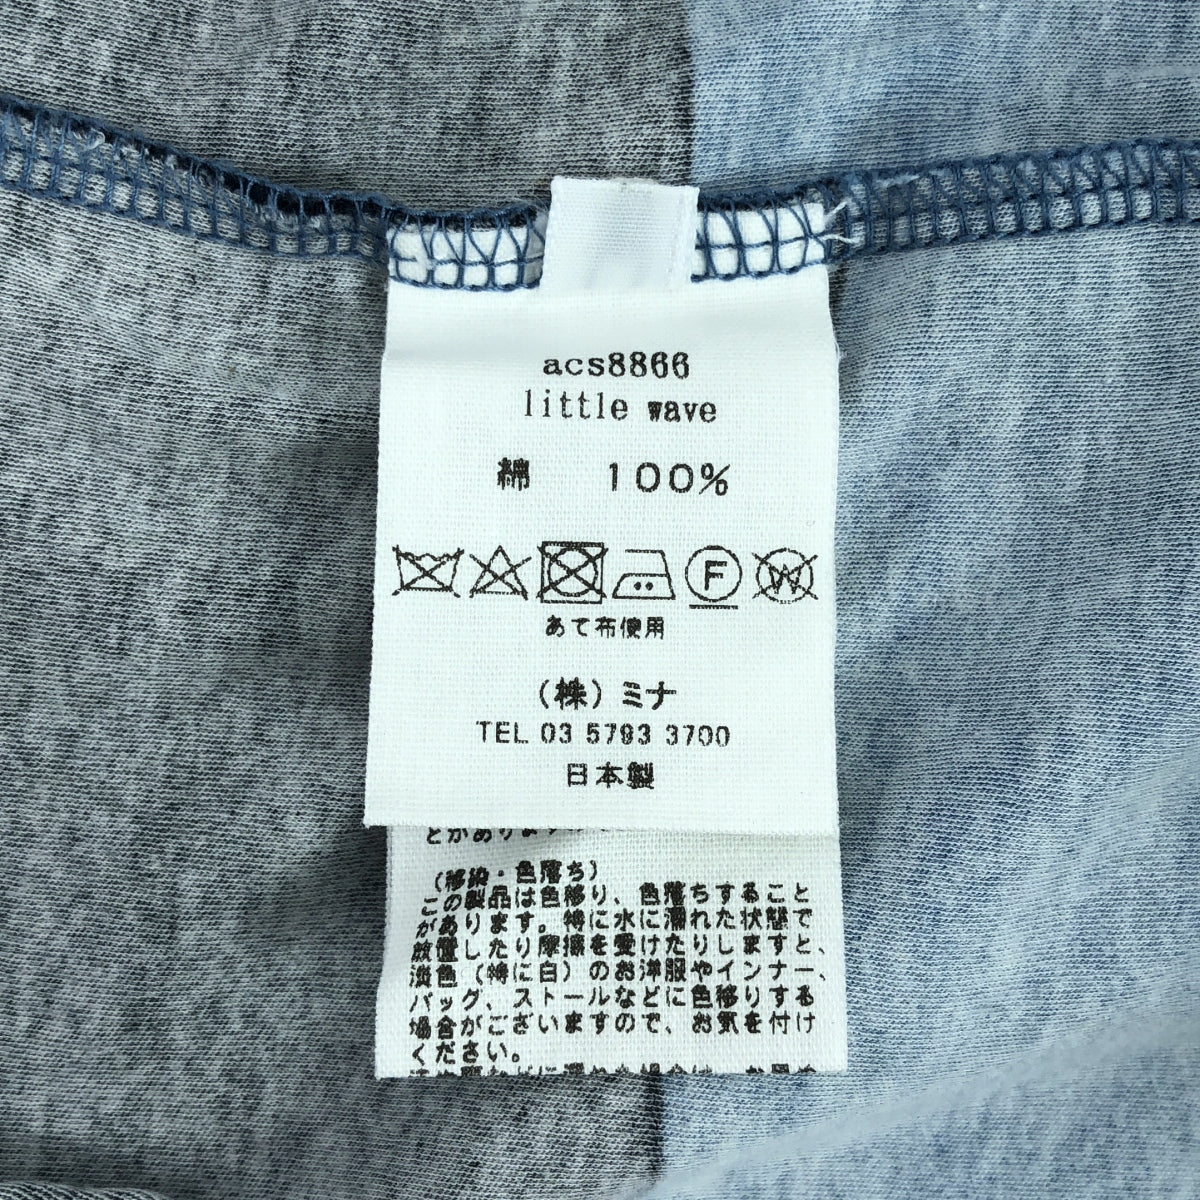 acs8866
little wave
綿 100%
F W
あて布使用
(株)ミナ
TEL 03 5793 3700
日本製
とがあります
(移染・色落ち)
この製品は色移り、色落ちすること
があります。特に水に濡れた状態で
放置したり摩擦を受けたりしますと、
淡色(特に白)のお洋服やインナー、
バッグ、ストールなどに色移りする
場合がございますので、お気を付け
ください。